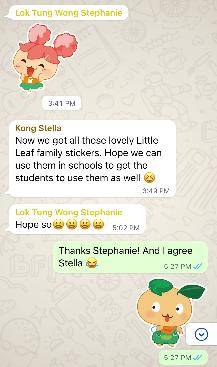 Lok Tung Wong Stephanie
3:41 PM
Kong Stella
Now we got all these lovely Little
Leaf family stickers. Hope we can
use them in schools to get the
students to use them as well 😄
3:49 PM
Lok Tung Wong Stephanie
Hope so😬😬😬😬 5:02 PM
Thanks Stephanie! And I agree
Stella 😂
5:27 PM
5:27 PM